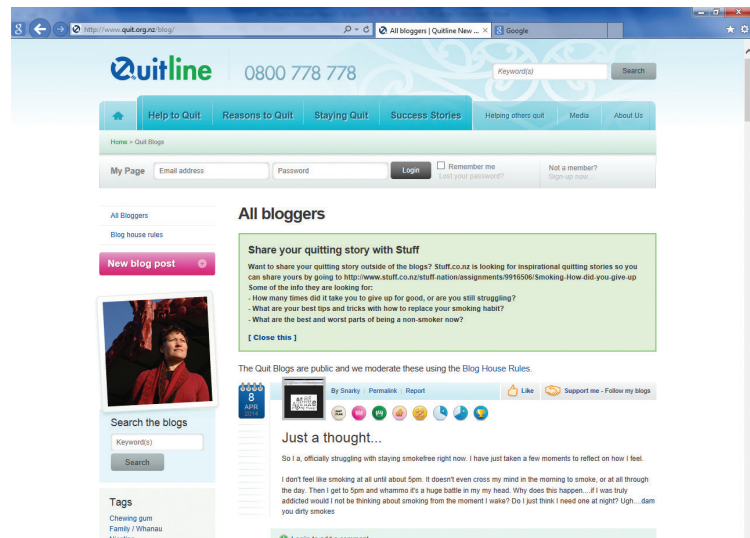 http://www.quit.org.nz/blog/
All bloggers | Quitline New ...
Google
Quitline
0800 778 778
Keyword(s)
Search
Help to Quit
Reasons to Quit
Staying Quit
Success Stories
Helping others quit
Media
About Us
Home > Quit Blogs
My Page
Email address
Password
Login
Remember me
Lost your password?
Not a member?
Sign-up now...
All Bloggers
Blog house rules
New blog post
All bloggers
Share your quitting story with Stuff
Want to share your quitting story outside of the blogs? Stuff.co.nz is looking for inspirational quitting stories so you
can share yours by going to http://www.stuff.co.nz/stuff-nation/assignments/9916506/Smoking-How-did-you-give-up
Some of the info they are looking for:
- How many times did it take you to give up for good, or are you still struggling?
- What are your best tips and tricks with how to replace your smoking habit?
- What are the best and worst parts of being a non-smoker now?
[ Close this ]
The Quit Blogs are public and we moderate these using the Blog House Rules.
8
APR
2014
By Snarky | Permalink | Report
Like
Support me - Follow my blogs
Just a thought...
So I a, officially struggling with staying smokefree right now. I have just taken a few moments to reflect on how I feel.
I don't feel like smoking at all until about 5pm. It doesn't even cross my mind in the morning to smoke, or at all through
the day. Then I get to 5pm and whammo it's a huge battle in my my head. Why does this happen....if I was truly
addicted would I not be thinking about smoking from the moment I wake? Do I just think I need one at night? Ugh....dam
you dirty smokes
Search the blogs
Keyword(s)
Search
Tags
Chewing gum
Family / Whanau